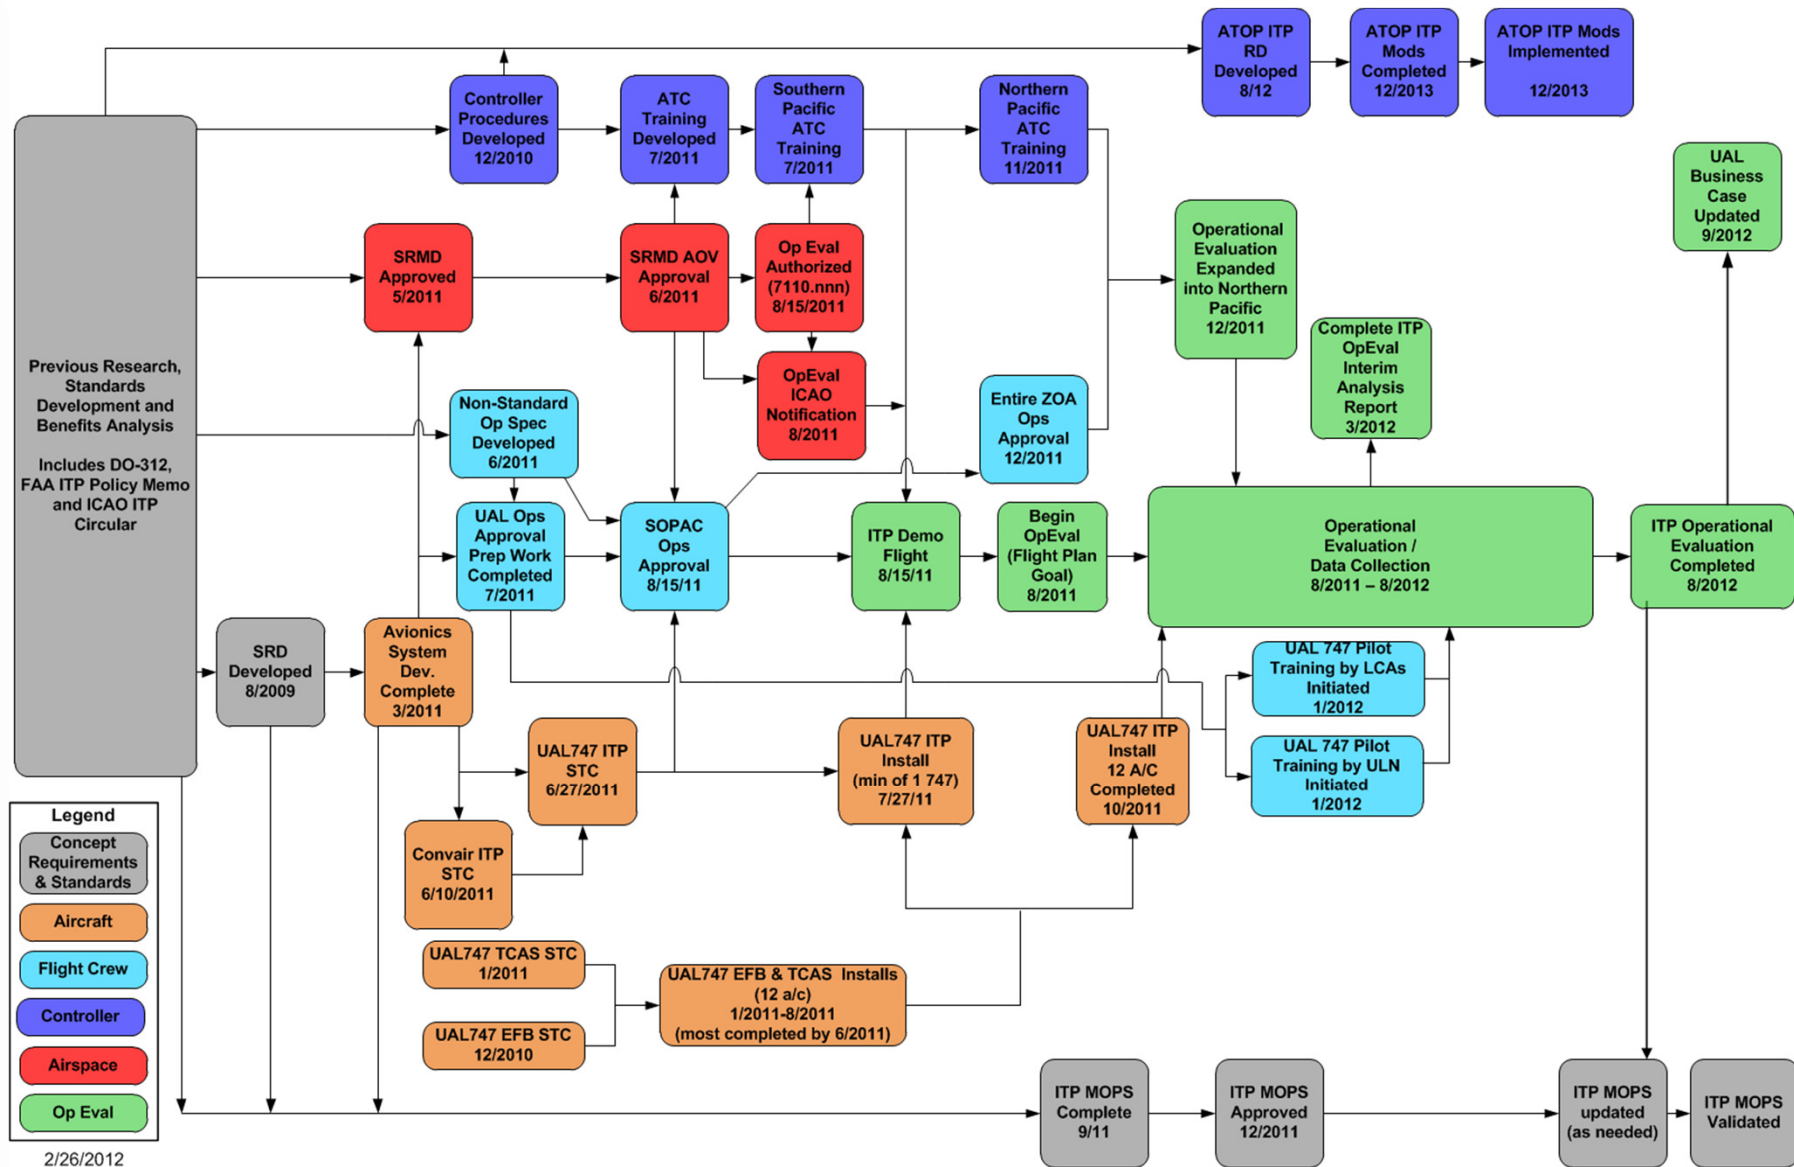 ATOP ITP
RD
Developed
8/12
ATOP ITP
Mods
Completed
12/2013
ATOP ITP Mods
Implemented
12/2013
Controller
Procedures
Developed
12/2010
ATC
Training
Developed
7/2011
Southern
Pacific
ATC
Training
7/2011
Northern
Pacific
ATC
Training
11/2011
UAL
Business
Case
Updated
9/2012
SRMD
Approved
5/2011
SRMD AOV
Approval
6/2011
Op Eval
Authorized
(7110.nnn)
8/15/2011
Operational
Evaluation
Expanded
into Northern
Pacific
12/2011
Complete ITP
OpEval
Interim
Analysis
Report
3/2012
Previous Research,
Standards
Development and
Benefits Analysis
Includes DO-312,
FAA ITP Policy Memo
and ICAO ITP
Circular
Non-Standard
Op Spec
Developed
6/2011
OpEval
ICAO
Notification
8/2011
Entire ZOA
Ops
Approval
12/2011
UAL Ops
Approval
Prep Work
Completed
7/2011
SOPAC
Ops
Approval
8/15/11
ITP Demo
Flight
8/15/11
Begin
OpEval
(Flight Plan
Goal)
8/2011
Operational
Evaluation /
Data Collection
8/2011 – 8/2012
ITP Operational
Evaluation
Completed
8/2012
SRD
Developed
8/2009
Avionics
System
Dev.
Complete
3/2011
UAL 747 Pilot
Training by LCAs
Initiated
1/2012
UAL747 ITP
STC
6/27/2011
UAL747 ITP
Install
(min of 1 747)
7/27/11
UAL747 ITP
Install
12 A/C
Completed
10/2011
UAL 747 Pilot
Training by ULN
Initiated
1/2012
Convair ITP
STC
6/10/2011
UAL747 TCAS STC
1/2011
UAL747 EFB STC
12/2010
UAL747 EFB & TCAS Installs
(12 a/c)
1/2011-8/2011
(most completed by 6/2011)
Legend
Concept
Requirements
& Standards
Aircraft
Flight Crew
Controller
Airspace
Op Eval
2/26/2012
ITP MOPS
Complete
9/11
ITP MOPS
Approved
12/2011
ITP MOPS
updated
(as needed)
ITP MOPS
Validated